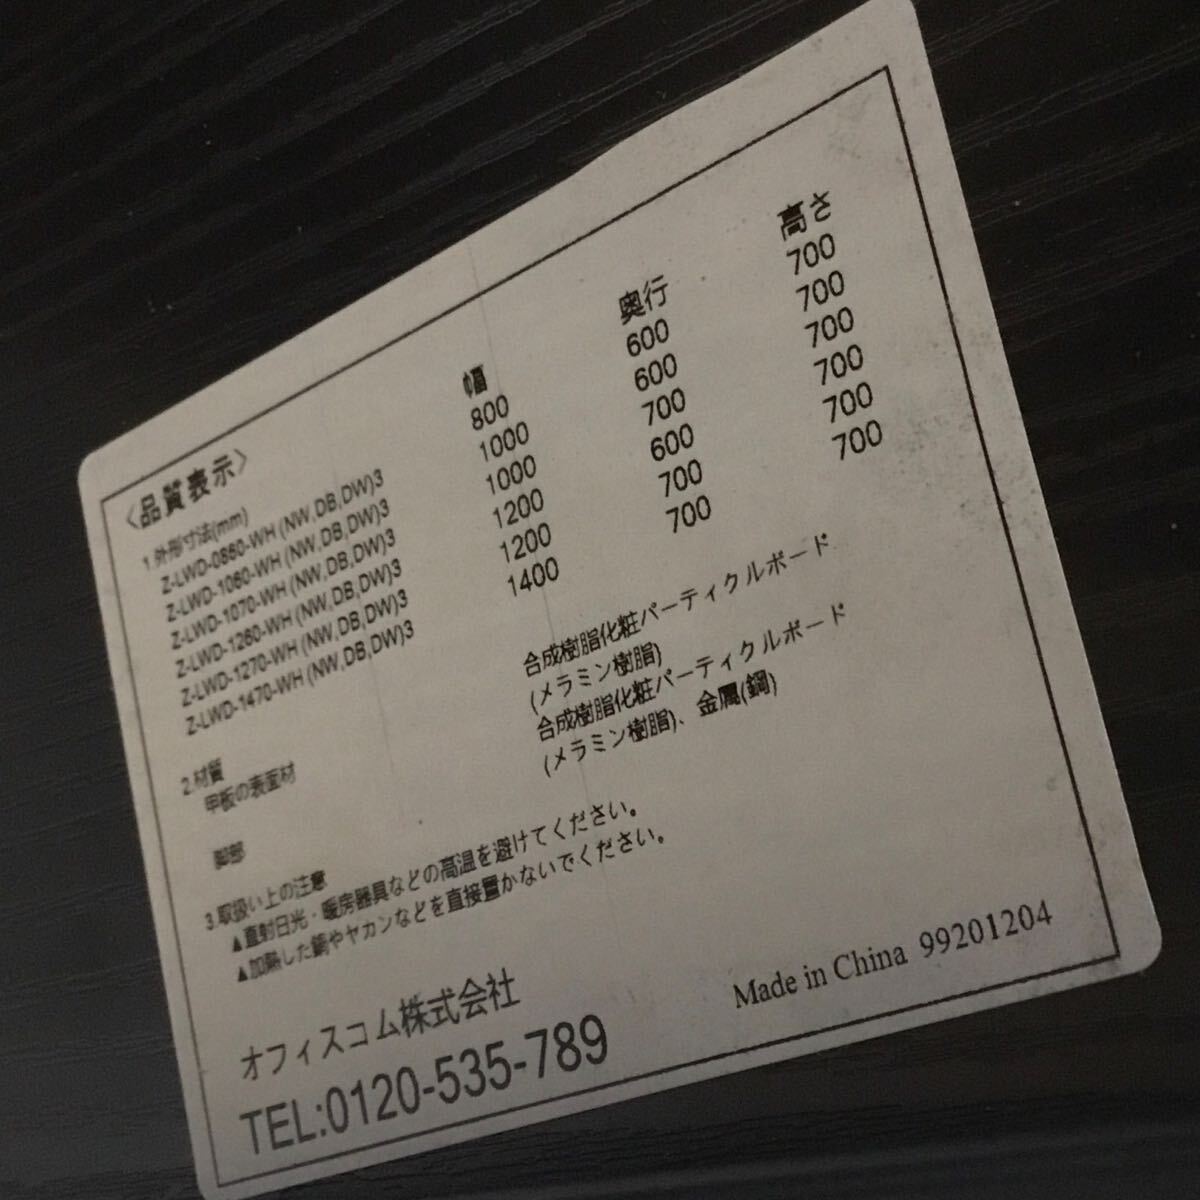 〈品質表示〉
1.外形寸法(mm) 幅 奥行 高さ
Z-LWD-0860-WH (NW,DB,DW)3 800 600 700
Z-LWD-1060-WH (NW,DB,DW)3 1000 600 700
Z-LWD-1070-WH (NW,DB,DW)3 1000 700 700
Z-LWD-1260-WH (NW,DB,DW)3 1200 600 700
Z-LWD-1270-WH (NW,DB,DW)3 1200 700 700
Z-LWD-1470-WH (NW,DB,DW)3 1400 700 700
2.材質
甲板の表面材 合成樹脂化粧パーティクルボード
(メラミン樹脂)
脚部 合成樹脂化粧パーティクルボード
(メラミン樹脂)、金属(鋼)
3.取扱い上の注意
▲直射日光・暖房器具などの高温を避けてください。
▲加熱した鍋やヤカンなどを直接置かないでください。
オフィスコム株式会社
TEL:0120-535-789
Made in China 99201204